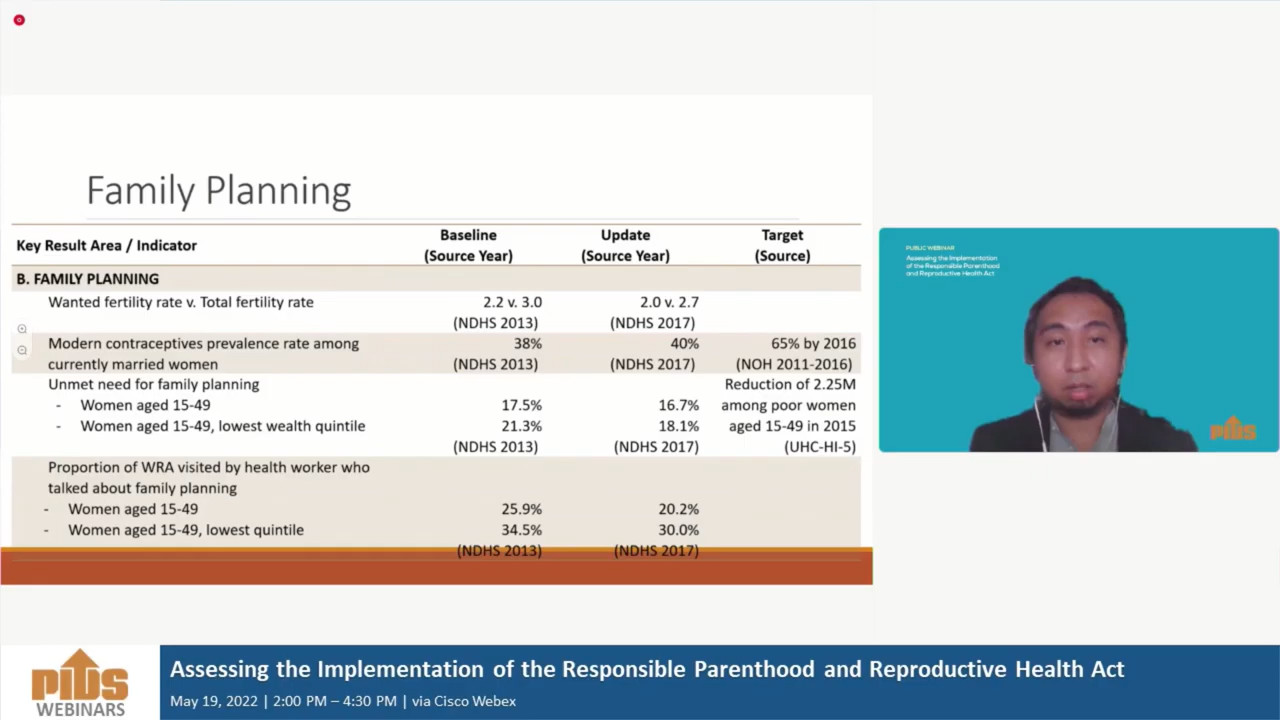 Family Planning
Key Result Area / Indicator
Baseline
(Source Year)
Update
(Source Year)
Target
(Source)
B. FAMILY PLANNING
Wanted fertility rate v. Total fertility rate
2.2 v. 3.0
(NDHS 2013)
2.0 v. 2.7
(NDHS 2017)
Modern contraceptives prevalence rate among
currently married women
38%
(NDHS 2013)
40%
(NDHS 2017)
65% by 2016
(NOH 2011-2016)
Unmet need for family planning
- Women aged 15-49
- Women aged 15-49, lowest wealth quintile
17.5%
21.3%
(NDHS 2013)
16.7%
18.1%
(NDHS 2017)
Reduction of 2.25M
among poor women
aged 15-49 in 2015
(UHC-HI-5)
Proportion of WRA visited by health worker who
talked about family planning
- Women aged 15-49
- Women aged 15-49, lowest quintile
25.9%
34.5%
(NDHS 2013)
20.2%
30.0%
(NDHS 2017)
PUBLIC WEBINAR
Assessing the Implementation
of the Responsible Parenthood
and Reproductive Health Act
PIDS
PIDS
WEBINARS
Assessing the Implementation of the Responsible Parenthood and Reproductive Health Act
May 19, 2022 | 2:00 PM – 4:30 PM | via Cisco Webex